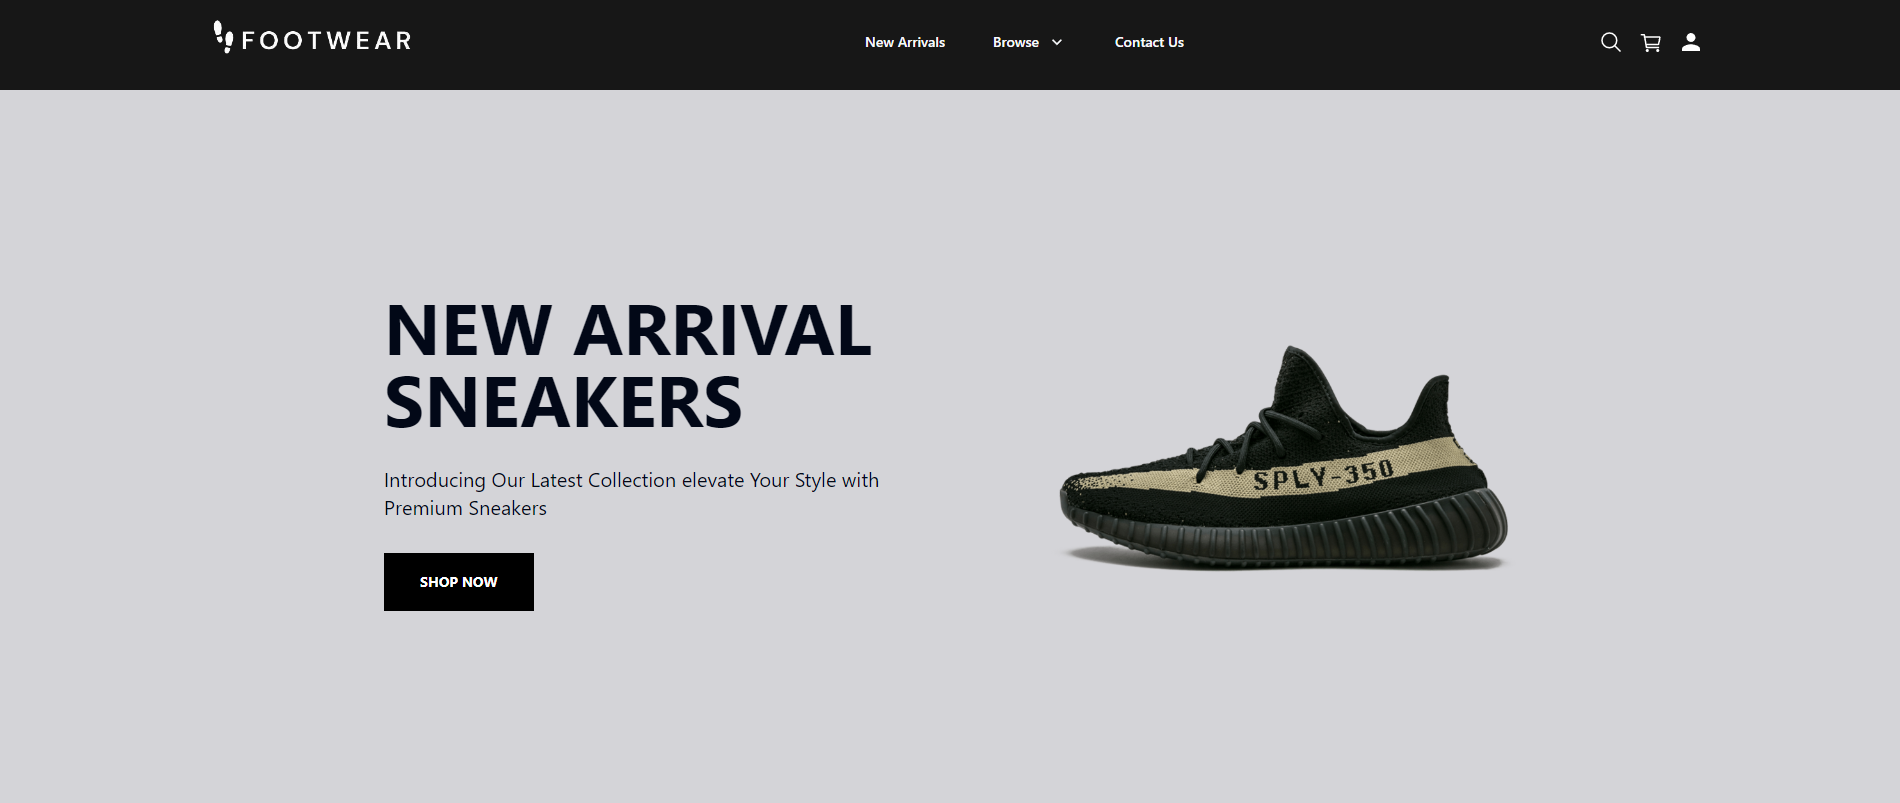 FOOTWEAR
New Arrivals
Browse
Contact Us
NEW ARRIVAL
SNEAKERS
Introducing Our Latest Collection elevate Your Style with
Premium Sneakers
SHOP NOW
SPLY-350